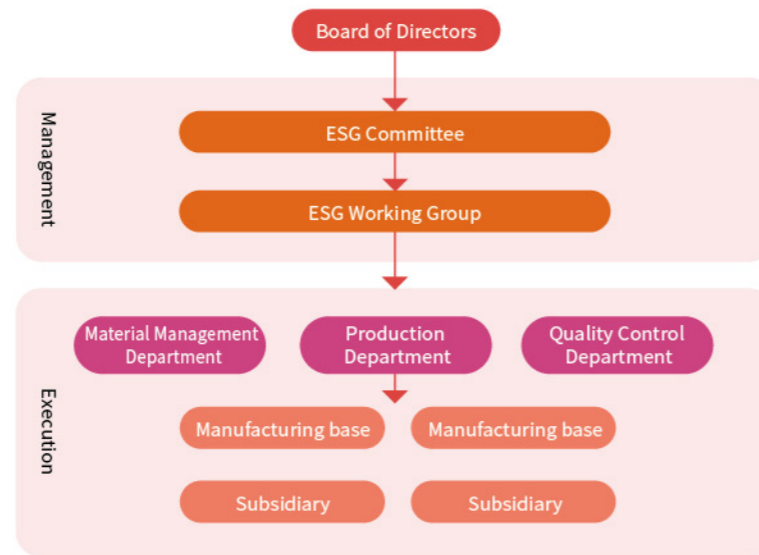 Board of Directors
Management
ESG Committee
ESG Working Group
Execution
Material Management
Department
Production
Department
Quality Control
Department
Manufacturing base
Manufacturing base
Subsidiary
Subsidiary